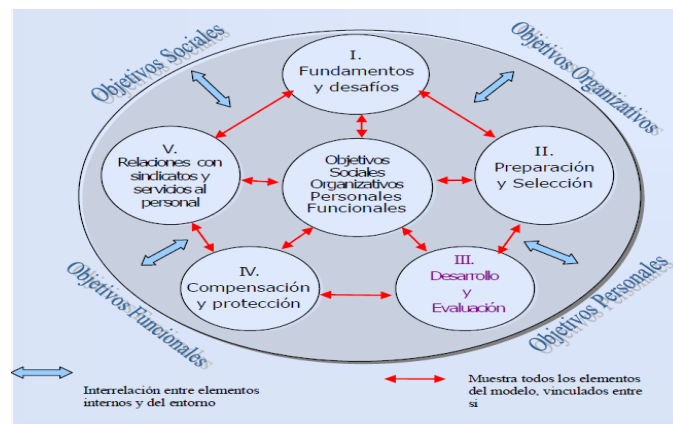 Objetivos Sociales
Objetivos Organizativos
I.
Fundamentos
y desafíos
V.
Relaciones con
sindicatos y
servicios al
personal
Objetivos
Sociales
Organizativos
Personales
Funcionales
II.
Preparación
y Selección
IV.
Compensación
y protección
III.
Desarrollo
y
Evaluación
Objetivos Funcionales
Objetivos Personales
Interrelación entre elementos
internos y del entorno
Muestra todos los elementos
del modelo, vinculados entre
si